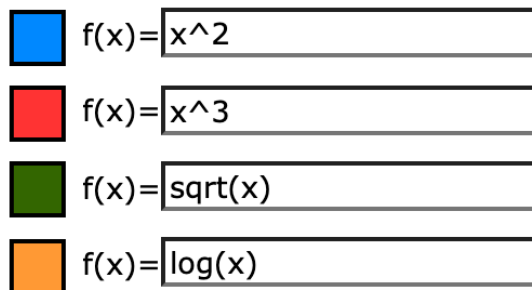 f(x)= x^2
f(x)= x^3
f(x)= sqrt(x)
f(x)= log(x)